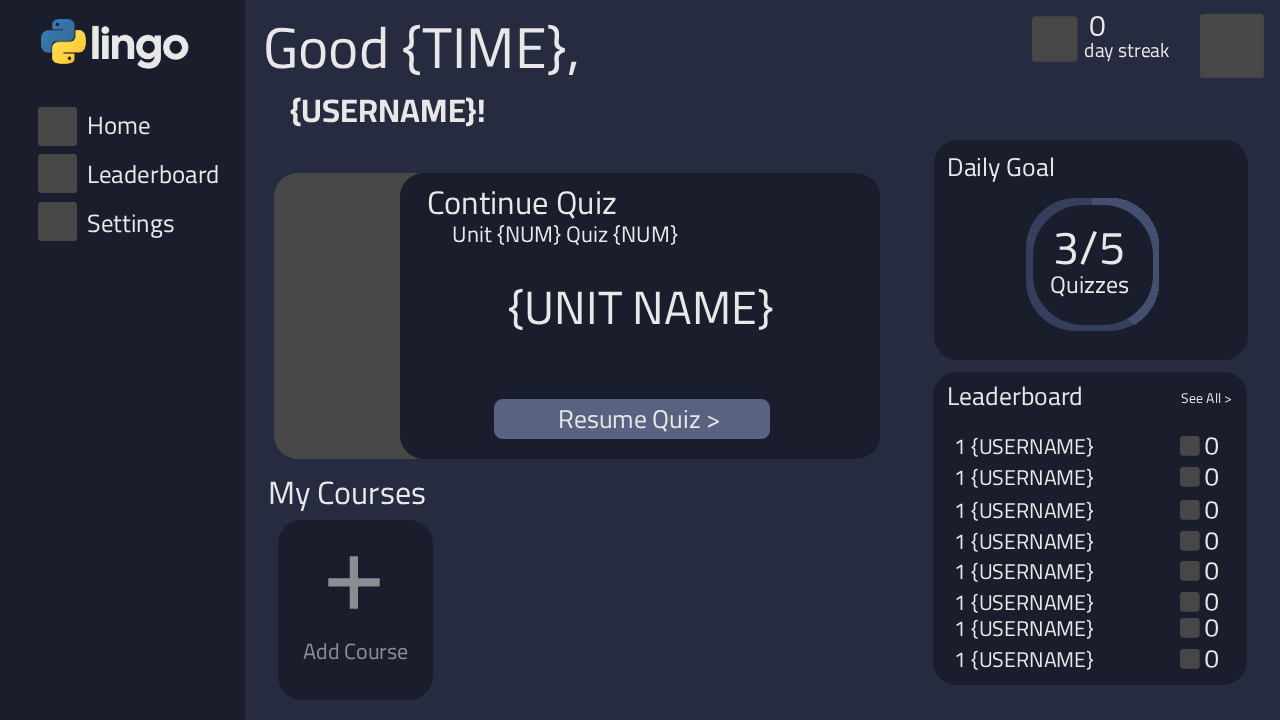 lingo
Home
Leaderboard
Settings
Good {TIME},
{USERNAME}!
0
day streak
Continue Quiz
Unit {NUM} Quiz {NUM}
{UNIT NAME}
Resume Quiz >
My Courses
+
Add Course
Daily Goal
3/5
Quizzes
Leaderboard See All >
1 {USERNAME} 0
1 {USERNAME} 0
1 {USERNAME} 0
1 {USERNAME} 0
1 {USERNAME} 0
1 {USERNAME} 0
1 {USERNAME} 0
1 {USERNAME} 0